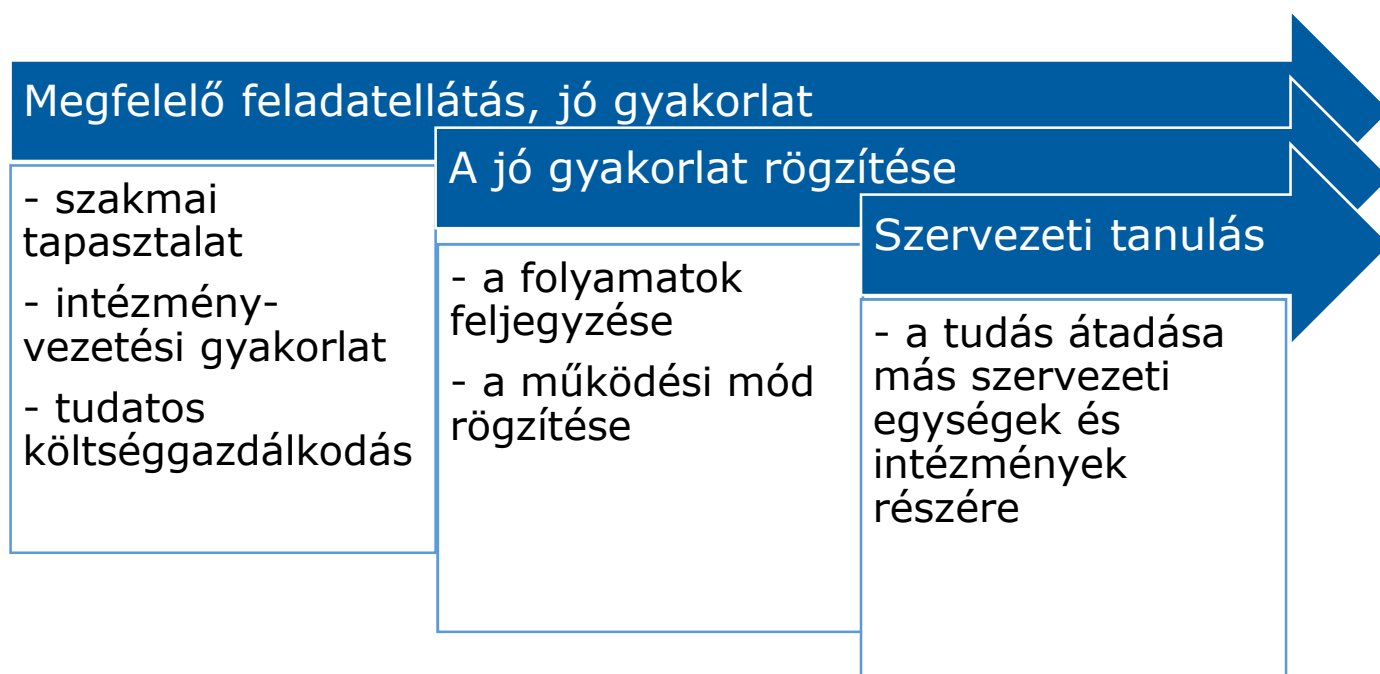 Megfelelő feladatellátás, jó gyakorlat
- szakmai
tapasztalat
- intézmény-
vezetési gyakorlat
- tudatos
költséggazdálkodás
A jó gyakorlat rögzítése
- a folyamatok
feljegyzése
- a működési mód
rögzítése
Szervezeti tanulás
- a tudás átadása
más szervezeti
egységek és
intézmények
részére